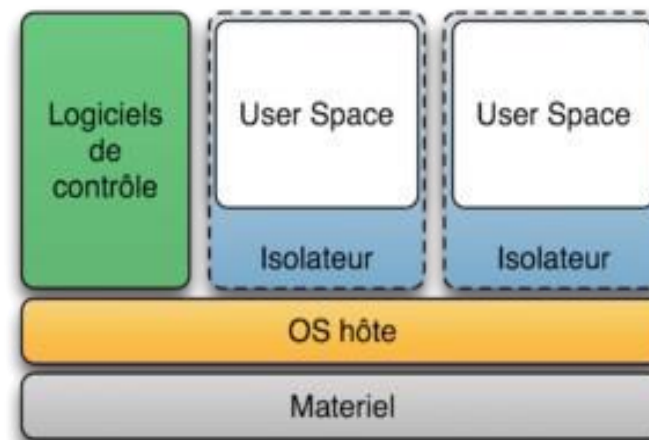 Logiciels
de
contrôle
User Space
Isolateur
User Space
Isolateur
OS hôte
Materiel